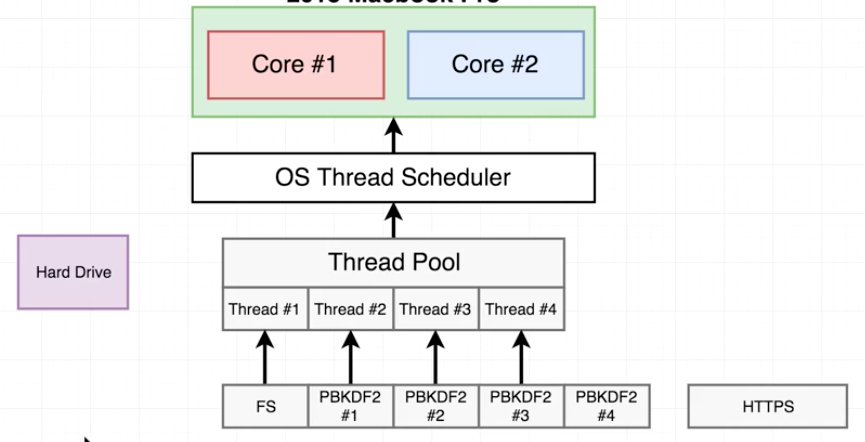 Core #1
Core #2
OS Thread Scheduler
Hard Drive
Thread Pool
Thread #1
Thread #2
Thread #3
Thread #4
FS
PBKDF2
#1
PBKDF2
#2
PBKDF2
#3
PBKDF2
#4
HTTPS